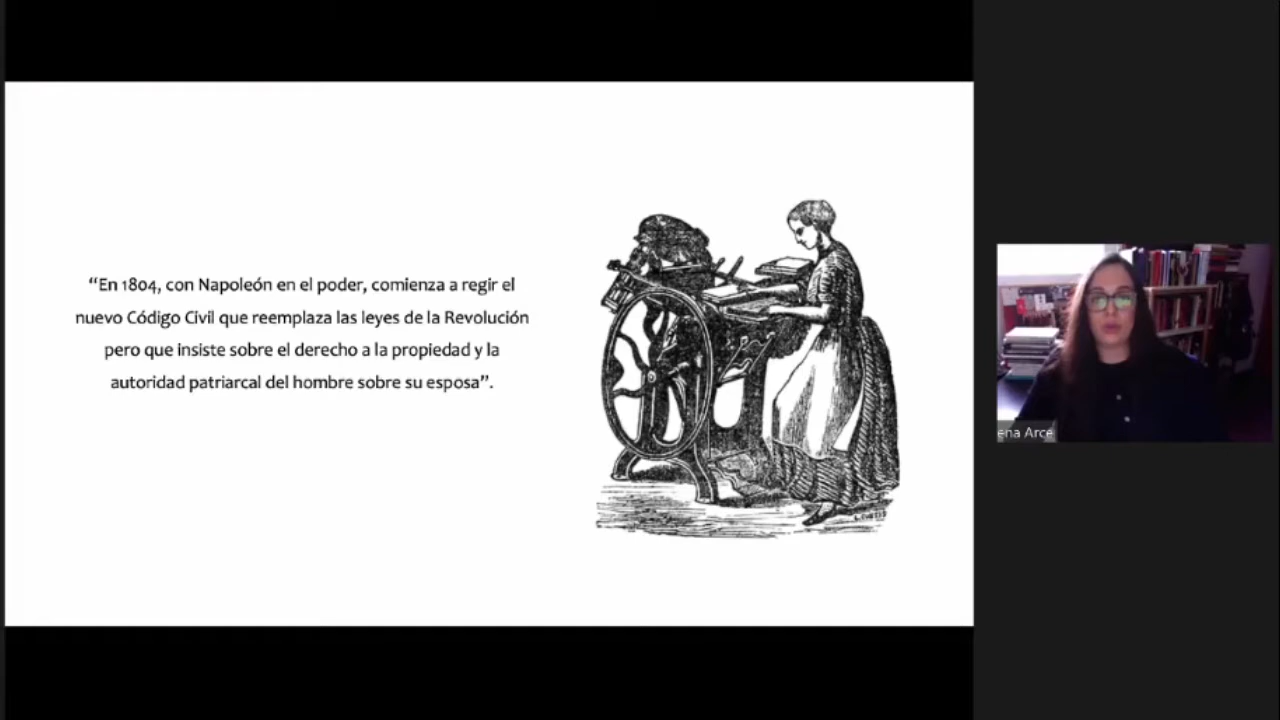 “En 1804, con Napoleón en el poder, comienza a regir el
nuevo Código Civil que reemplaza las leyes de la Revolución
pero que insiste sobre el derecho a la propiedad y la
autoridad patriarcal del hombre sobre su esposa”.
ena Arce